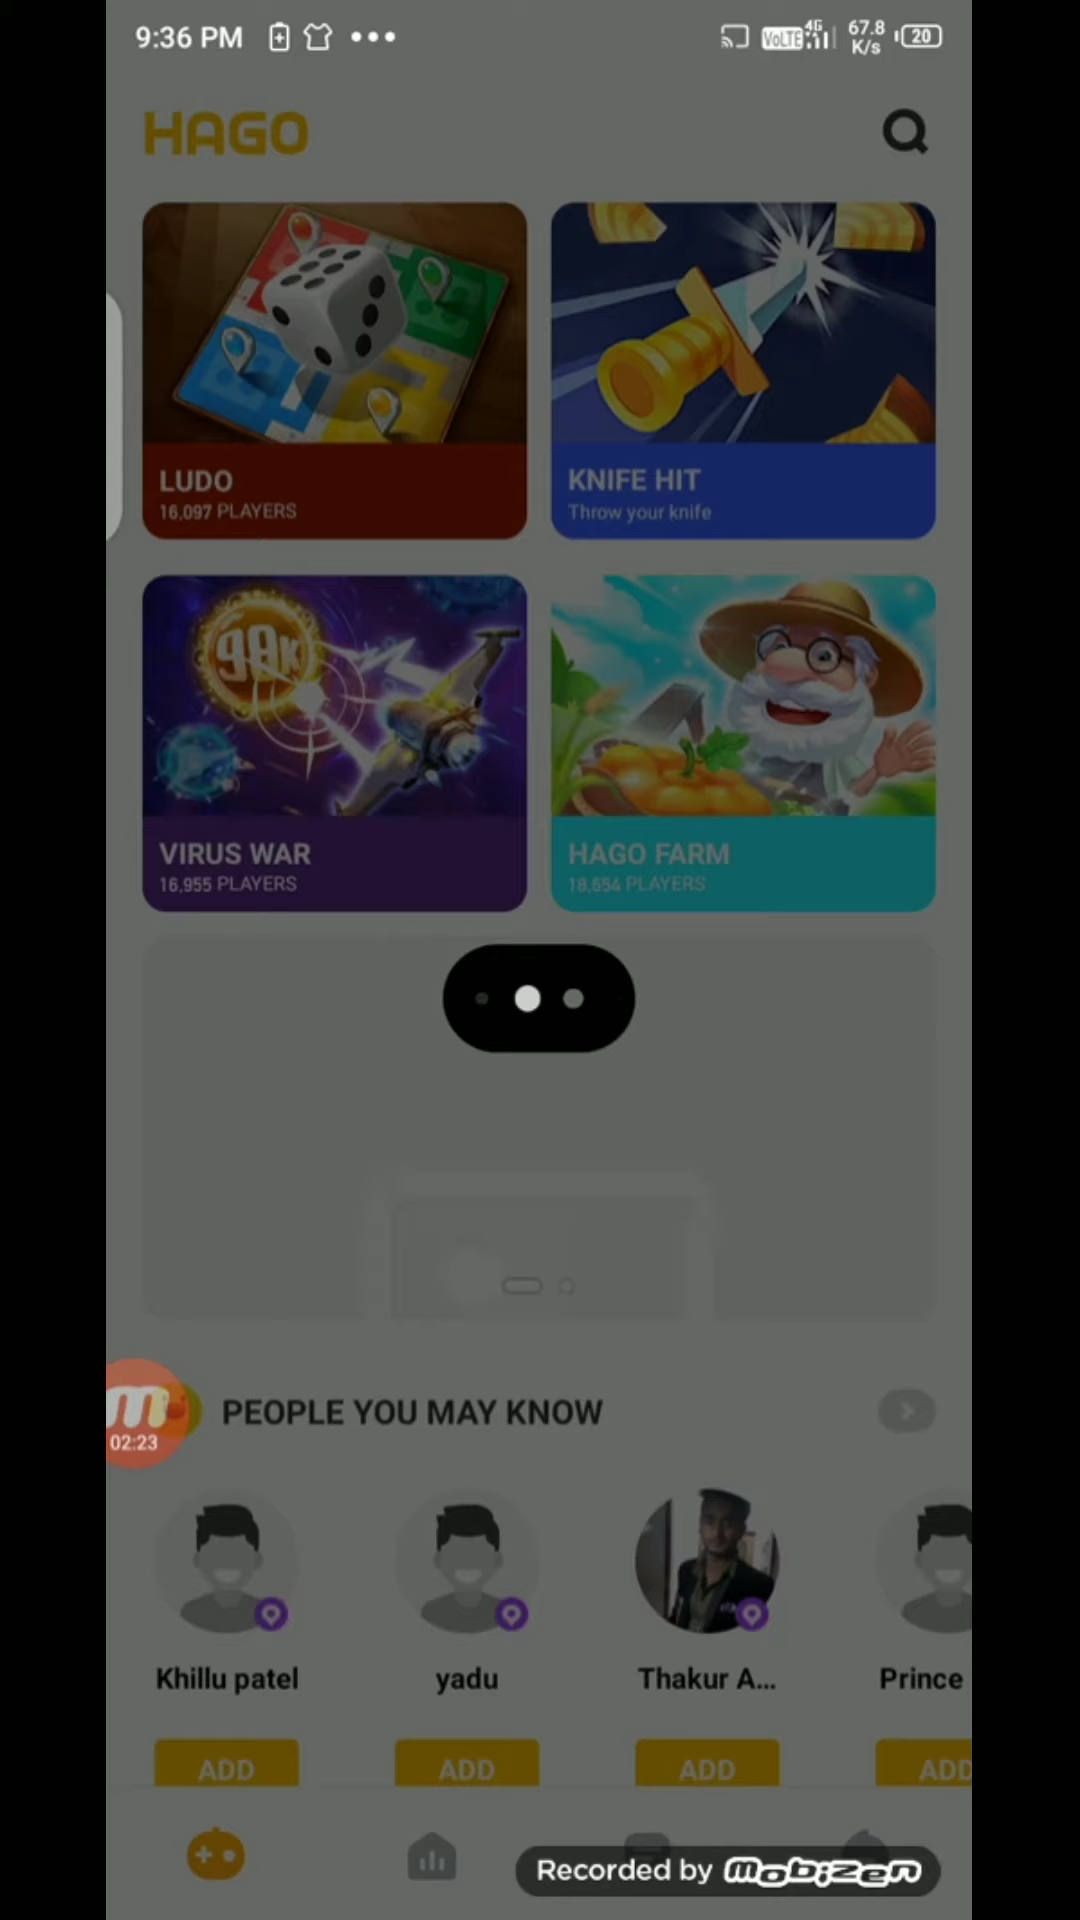 9:36 PM
VoLTE 4G 67.8 K/s 20
HAGO
LUDO
16,097 PLAYERS
KNIFE HIT
Throw your knife
98K
VIRUS WAR
16,955 PLAYERS
HAGO FARM
18,654 PLAYERS
m
02:23
PEOPLE YOU MAY KNOW
Khillu patel
yadu
Thakur A...
Prince
ADD
ADD
ADD
ADD
Recorded by mobizen